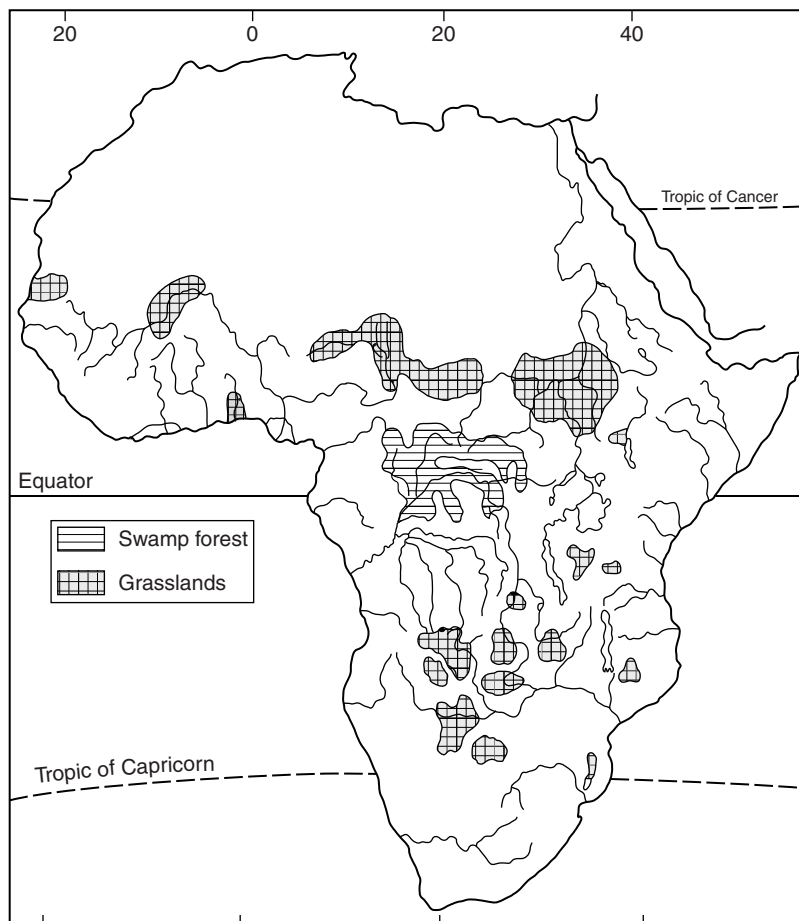 20 0 20 40
Tropic of Cancer
Equator
Swamp forest
Grasslands
Tropic of Capricorn